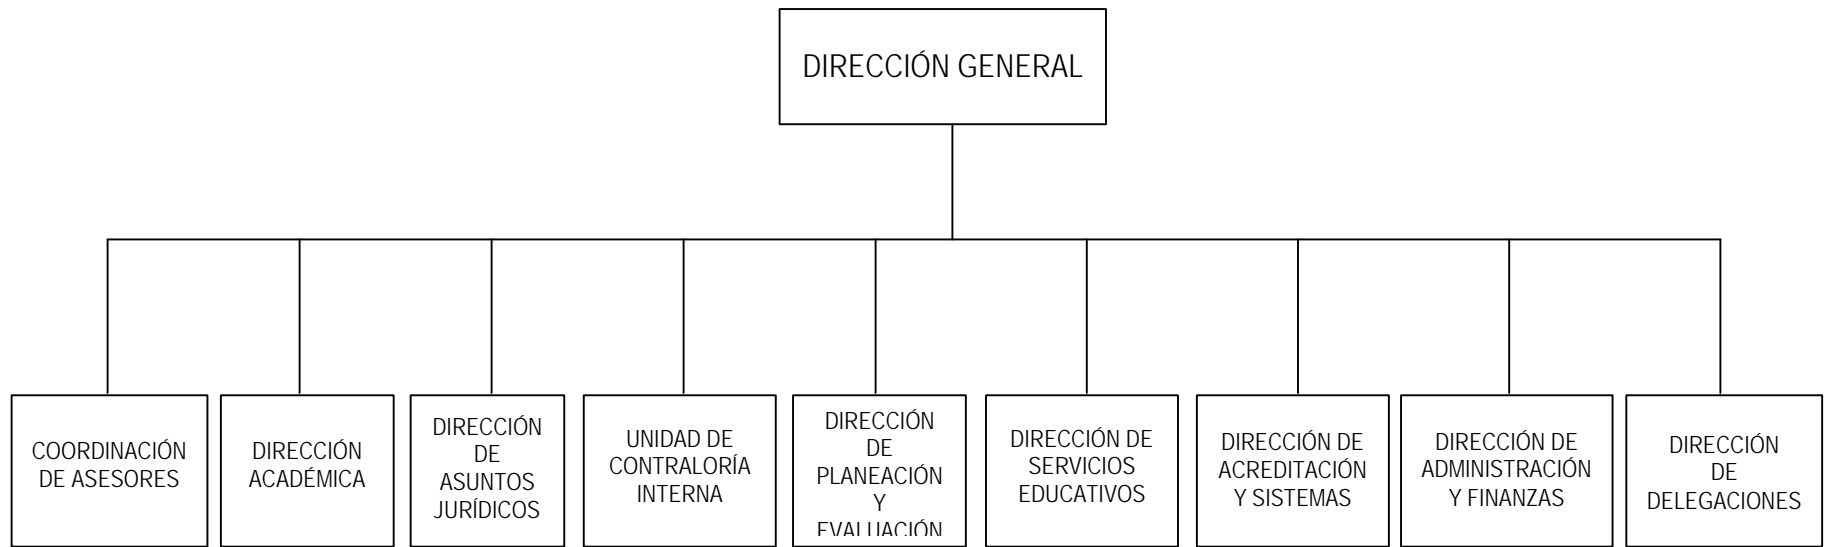 DIRECCIÓN GENERAL
COORDINACIÓN
DE ASESORES
DIRECCIÓN
ACADÉMICA
DIRECCIÓN
DE
ASUNTOS
JURÍDICOS
UNIDAD DE
CONTRALORÍA
INTERNA
DIRECCIÓN
DE
PLANEACIÓN
Y
EVALUACIÓN
DIRECCIÓN DE
SERVICIOS
EDUCATIVOS
DIRECCIÓN DE
ACREDITACIÓN
Y SISTEMAS
DIRECCIÓN DE
ADMINISTRACIÓN
Y FINANZAS
DIRECCIÓN
DE
DELEGACIONES